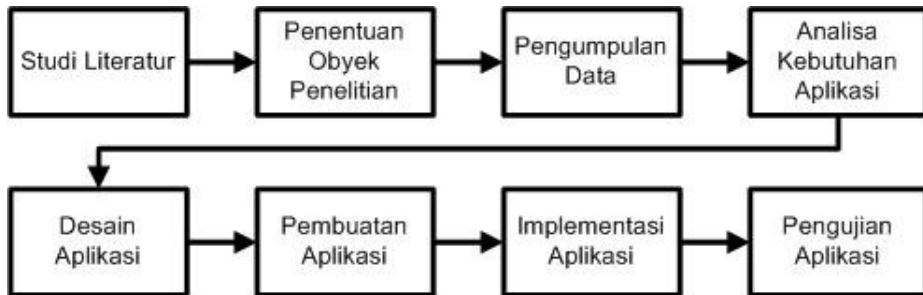 Studi Literatur
Penentuan
Obyek
Penelitian
Pengumpulan
Data
Analisa
Kebutuhan
Aplikasi
Desain
Aplikasi
Pembuatan
Aplikasi
Implementasi
Aplikasi
Pengujian
Aplikasi